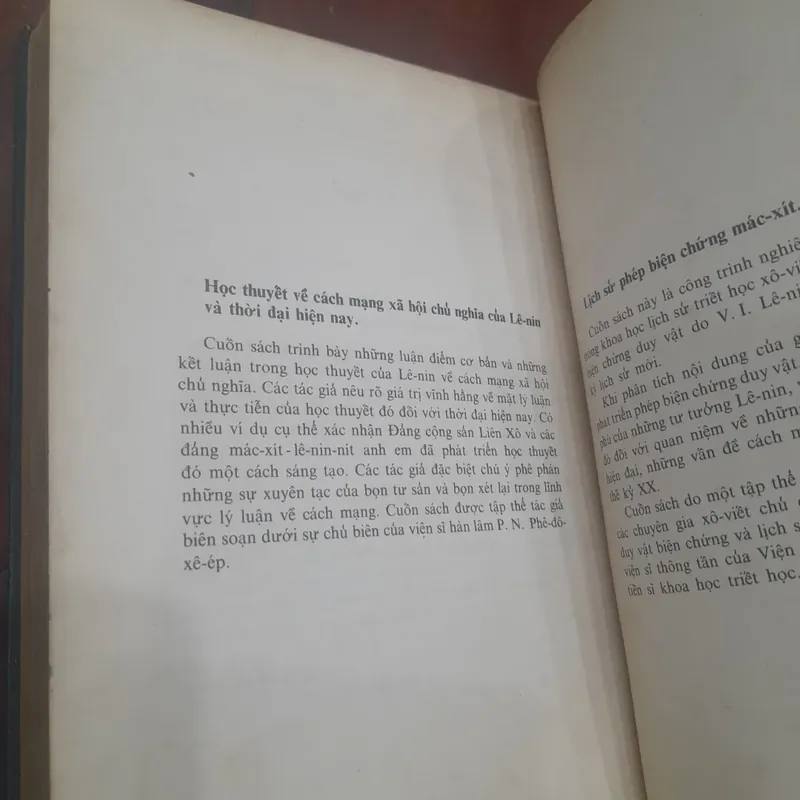 Học thuyết về cách mạng xã hội chủ nghĩa của Lê-nin
và thời đại hiện nay.
Cuốn sách trình bày những luận điểm cơ bản và những
kết luận trong học thuyết của Lê-nin về cách mạng xã hội
chủ nghĩa. Các tác giả nêu rõ giá trị vĩnh hằng về mặt lý luận
và thực tiễn của học thuyết đó đối với thời đại hiện nay. Có
nhiều ví dụ cụ thể xác nhận Đảng cộng sản Liên Xô và các
đảng mác-xit-lê-nin-nit anh em đã phát triển học thuyết
đó một cách sáng tạo. Các tác giả đặc biệt chú ý phê phán
những sự xuyên tạc của bọn tư sản và bọn xét lại trong lĩnh
vực lý luận về cách mạng. Cuốn sách được tập thể tác giả
biên soạn dưới sự chủ biên của viện sĩ hàn lâm P. N. Phê-đô-
xê-ép.
Lịch sử phép biện chứng mác-xít.
Cuốn sách này là công trình nghiê
khoa học lịch sử triết học xô-viế
biện chứng duy vật do V. I. Lê-nin
kỳ lịch sử mới.
Khi phân tích nội dung của g
phát triển phép biện chứng duy vật
phú của những tư tưởng Lê-nin,
đó đối với quan niệm về những
hiện đại, những vấn đề cách m
thế kỷ XX.
Cuốn sách do một tập thể
các chuyên gia xô-viết chủ
duy vật biện chứng và lịch s
viện sĩ thông tấn của Viện
tiến sĩ khoa học triết học.